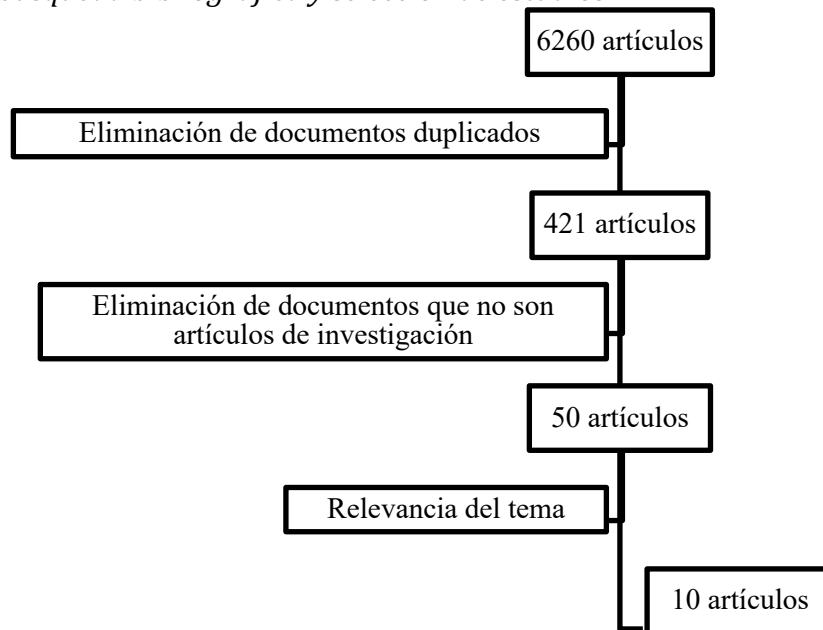 6260 artículos
Eliminación de documentos duplicados
421 artículos
Eliminación de documentos que no son
artículos de investigación
50 artículos
Relevancia del tema
10 artículos